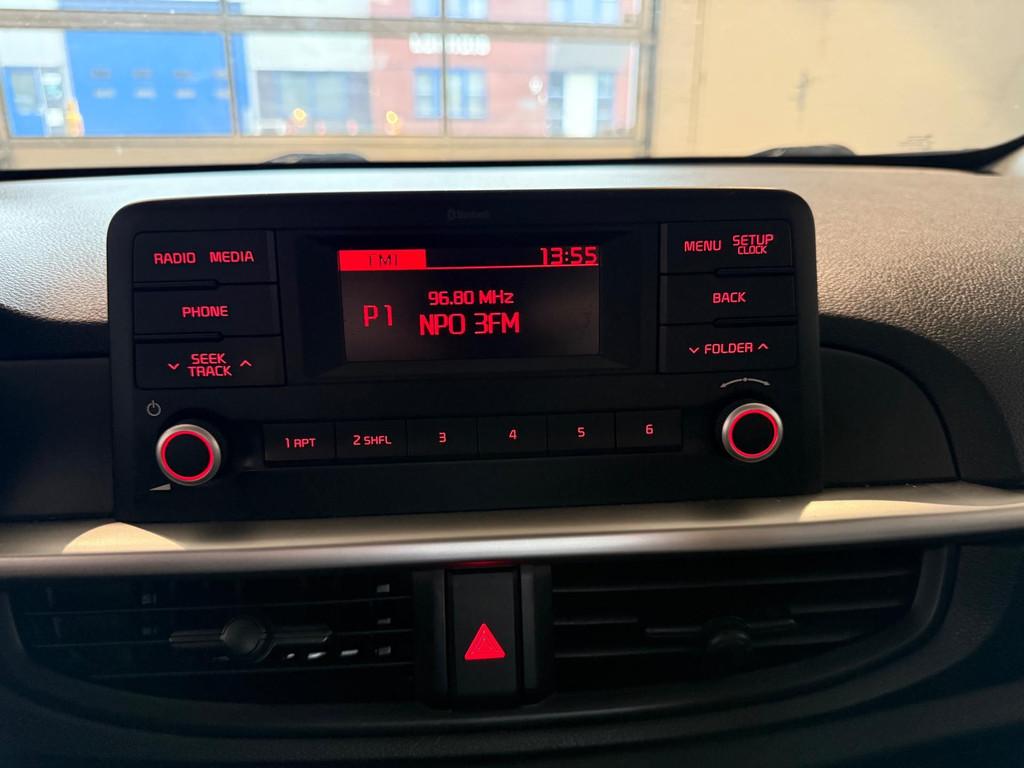 Bluetooth
RADIO MEDIA
PHONE
SEEK
TRACK
FM1
13:55
96.80 MHz
P1 NPO 3FM
MENU SETUP
CLOCK
BACK
FOLDER
1 RPT
2 SHFL
3
4
5
6